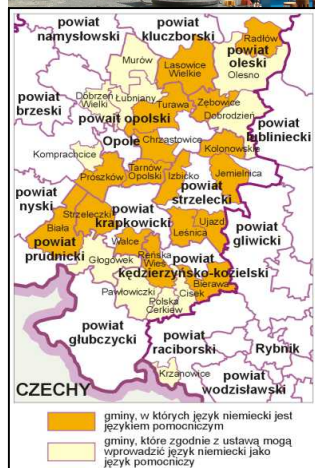 powiat
namysłowski
powiat
kluczborski
Radłów
powiat
oleski
Olesno
Lasowice
Wielkie
Murów
powiat
brzeski
Dobrzeń
Wielki
Łubniany
Turawa
Zębowice
Dobrodzień
powiat opolski
powiat
lubliniecki
Opole
Chrząstowice
Kolonowskie
Komprachcice
Prószków
Tarnów
Opolski
Izbicko
Jemielnica
powiat
strzelecki
powiat
nyski
Strzeleczki
powiat
krapkowicki
Ujazd
Leśnica
powiat
gliwicki
Biała
powiat
prudnicki
Walce
Reńska
Wieś
powiat
kędzierzyńsko-kozielski
Głogówek
Bierawa
Cisek
Pawłowiczki
Polska
Cerkiew
powiat
głubczycki
powiat
raciborski
Rybnik
Krzanowice
powiat
wodzisławski
CZECHY
gminy, w których język niemiecki jest
językiem pomocniczym
gminy, które zgodnie z ustawą mogą
wprowadzić język niemiecki jako
język pomocniczy